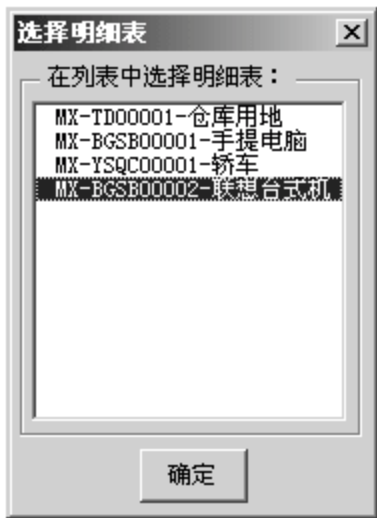 选择明细表
在列表中选择明细表：
MX-TD00001-仓库用地
MX-BGSB00001-手提电脑
MX-YSQC00001-轿车
MX-BGSB00002-联想台式机
确定